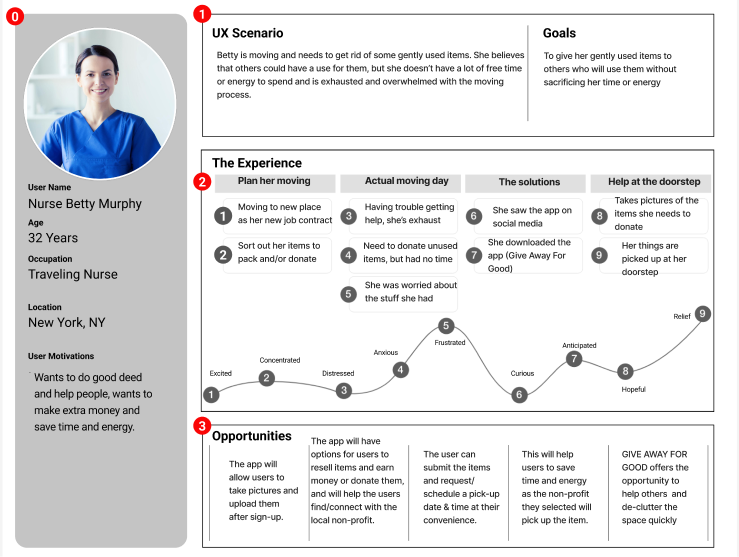 0
User Name
Nurse Betty Murphy
Age
32 Years
Occupation
Traveling Nurse
Location
New York, NY
User Motivations
Wants to do good deed
and help people, wants to
make extra money and
save time and energy.
1
UX Scenario
Betty is moving and needs to get rid of some gently used items. She believes
that others could have a use for them, but she doesn't have a lot of free time
or energy to spend and is exhausted and overwhelmed with the moving
process.
Goals
To give her gently used items to
others who will use them without
sacrificing her time or energy
2
The Experience
Plan her moving
1
Moving to new place
as her new job contract
2
Sort out her items to
pack and/or donate
Actual moving day
3
Having trouble getting
help, she's exhaust
4
Need to donate unused
items, but had no time
5
She was worried about
the stuff she had
The solutions
6
She saw the app on
social media
7
She downloaded the
app (Give Away For
Good)
Help at the doorstep
8
Takes pictures of the
items she needs to
donate
9
Her things are
picked up at her
doorstep
Excited
1
Concentrated
2
Distressed
3
Anxious
4
5
Frustrated
Curious
6
Anticipated
7
8
Hopeful
Relief
9
3
Opportunities
The app will
allow users to
take pictures and
upload them
after sign-up.
The app will have
options for users to
resell items and earn
money or donate them,
and will help the users
find/connect with the
local non-profit.
The user can
submit the items
and request/
schedule a pick-up
date & time at their
convenience.
This will help
users to save
time and energy
as the non-profit
they selected will
pick up the item.
GIVE AWAY FOR
GOOD offers the
opportunity to
help others and
de-clutter the
space quickly